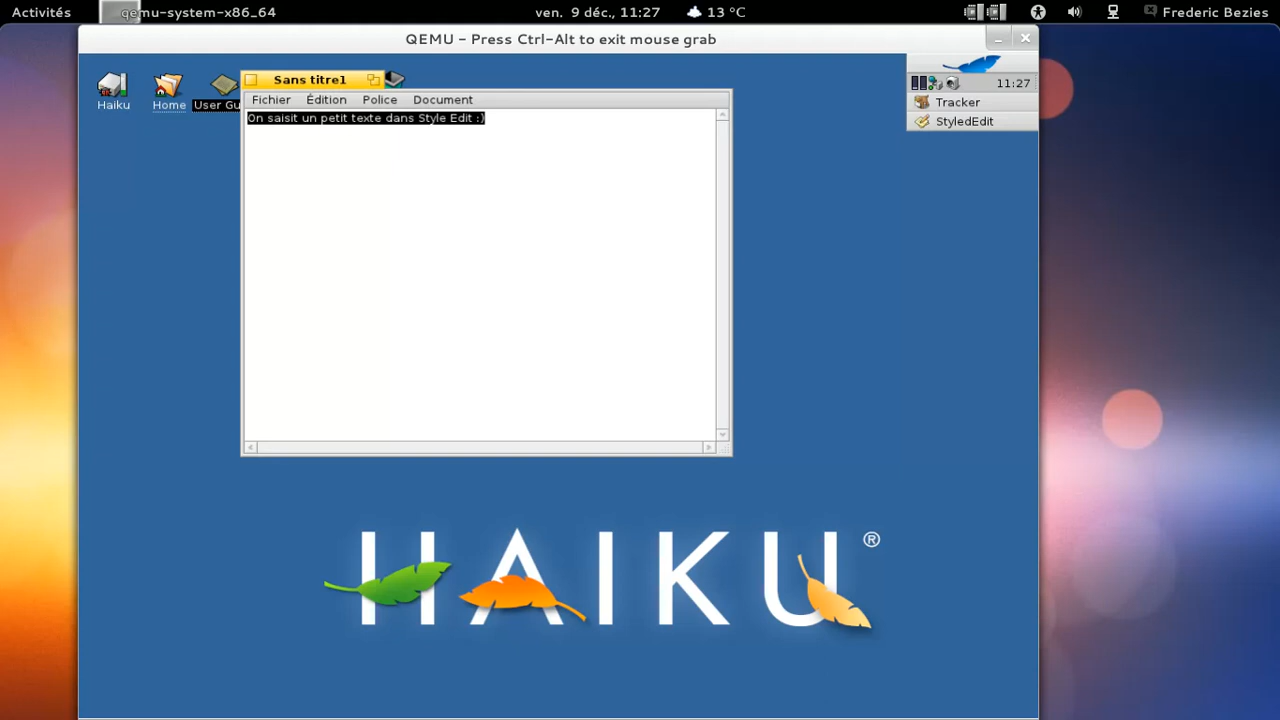 Activités
qemu-system-x86_64
ven. 9 déc., 11:27
13 °C
Frederic Bezies
QEMU - Press Ctrl-Alt to exit mouse grab
Haiku
Home
User Gu
Sans titre1
Fichier
Édition
Police
Document
On saisit un petit texte dans Style Edit :)
11:27
Tracker
StyledEdit
HAIKU®